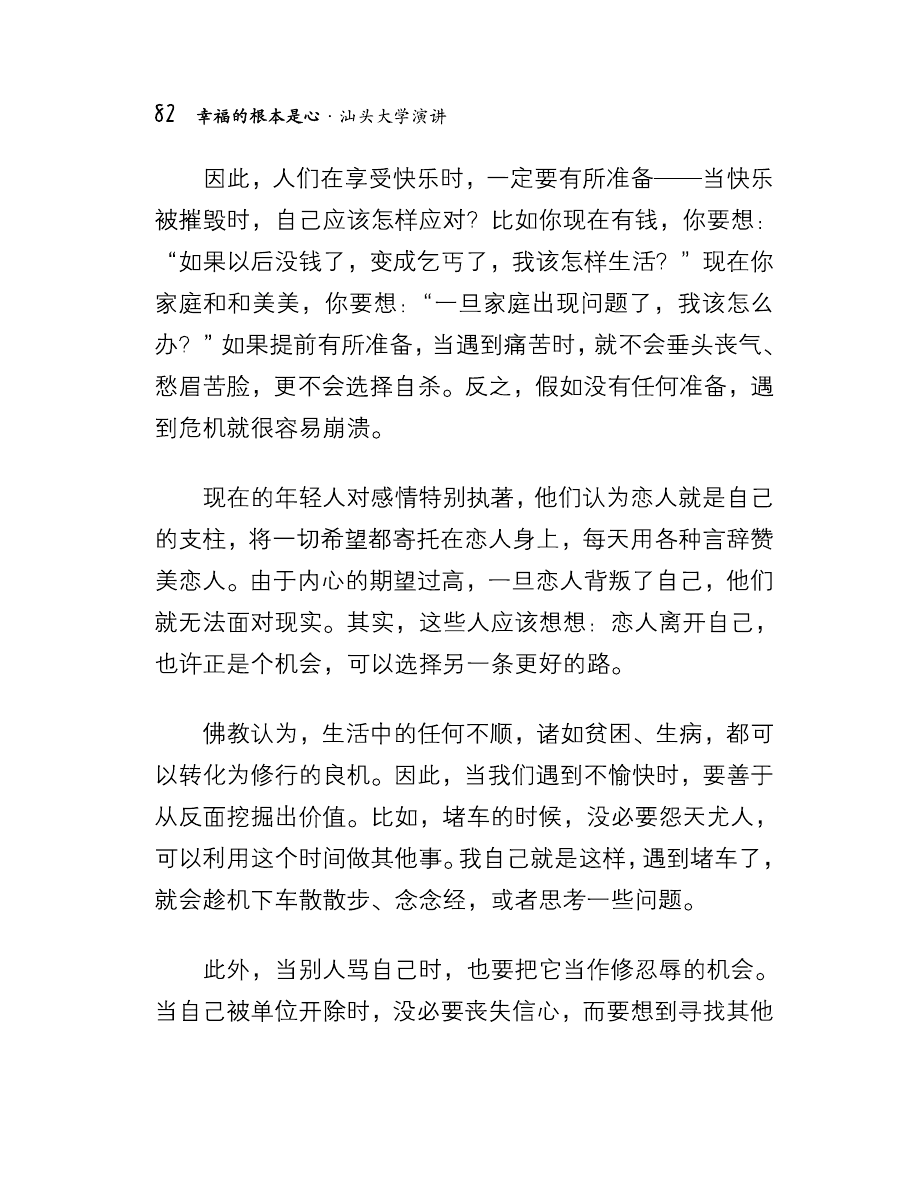 82 幸福的根本是心·汕头大学演讲
因此，人们在享受快乐时，一定要有所准备——当快乐
被摧毁时，自己应该怎样应对？比如你现在有钱，你要想：
“如果以后没钱了，变成乞丐了，我该怎样生活？”现在你
家庭和和美美，你要想：“一旦家庭出现问题了，我该怎么
办？”如果提前有所准备，当遇到痛苦时，就不会垂头丧气、
愁眉苦脸，更不会选择自杀。反之，假如没有任何准备，遇
到危机就很容易崩溃。
现在的年轻人对感情特别执著，他们认为恋人就是自己
的支柱，将一切希望都寄托在恋人身上，每天用各种言辞赞
美恋人。由于内心的期望过高，一旦恋人背叛了自己，他们
就无法面对现实。其实，这些人应该想想：恋人离开自己，
也许正是个机会，可以选择另一条更好的路。
佛教认为，生活中的任何不顺，诸如贫困、生病，都可
以转化为修行的良机。因此，当我们遇到不愉快时，要善于
从反面挖掘出价值。比如，堵车的时候，没必要怨天尤人，
可以利用这个时间做其他事。我自己就是这样，遇到堵车了，
就会趁机下车散散步、念念经，或者思考一些问题。
此外，当别人骂自己时，也要把它当作修忍辱的机会。
当自己被单位开除时，没必要丧失信心，而要想到寻找其他